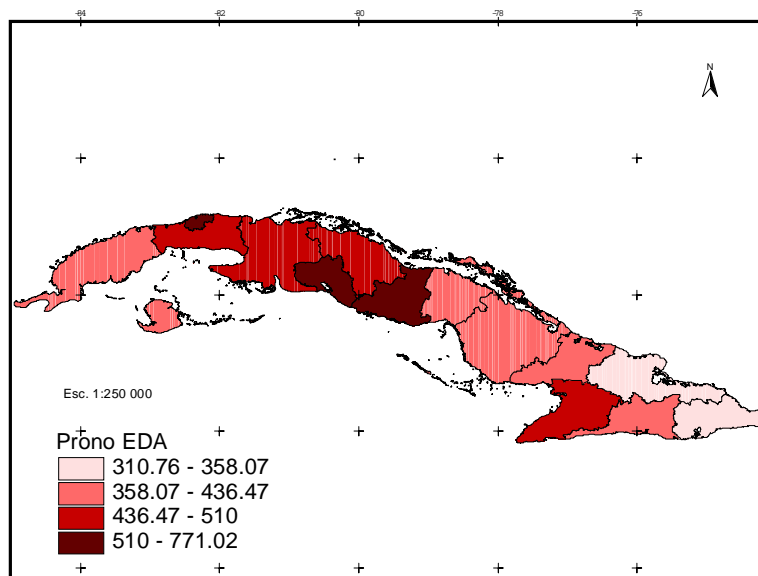 -84 -82 -80 -78 -76
N
Esc. 1:250 000
Prono EDA
310.76 - 358.07
358.07 - 436.47
436.47 - 510
510 - 771.02